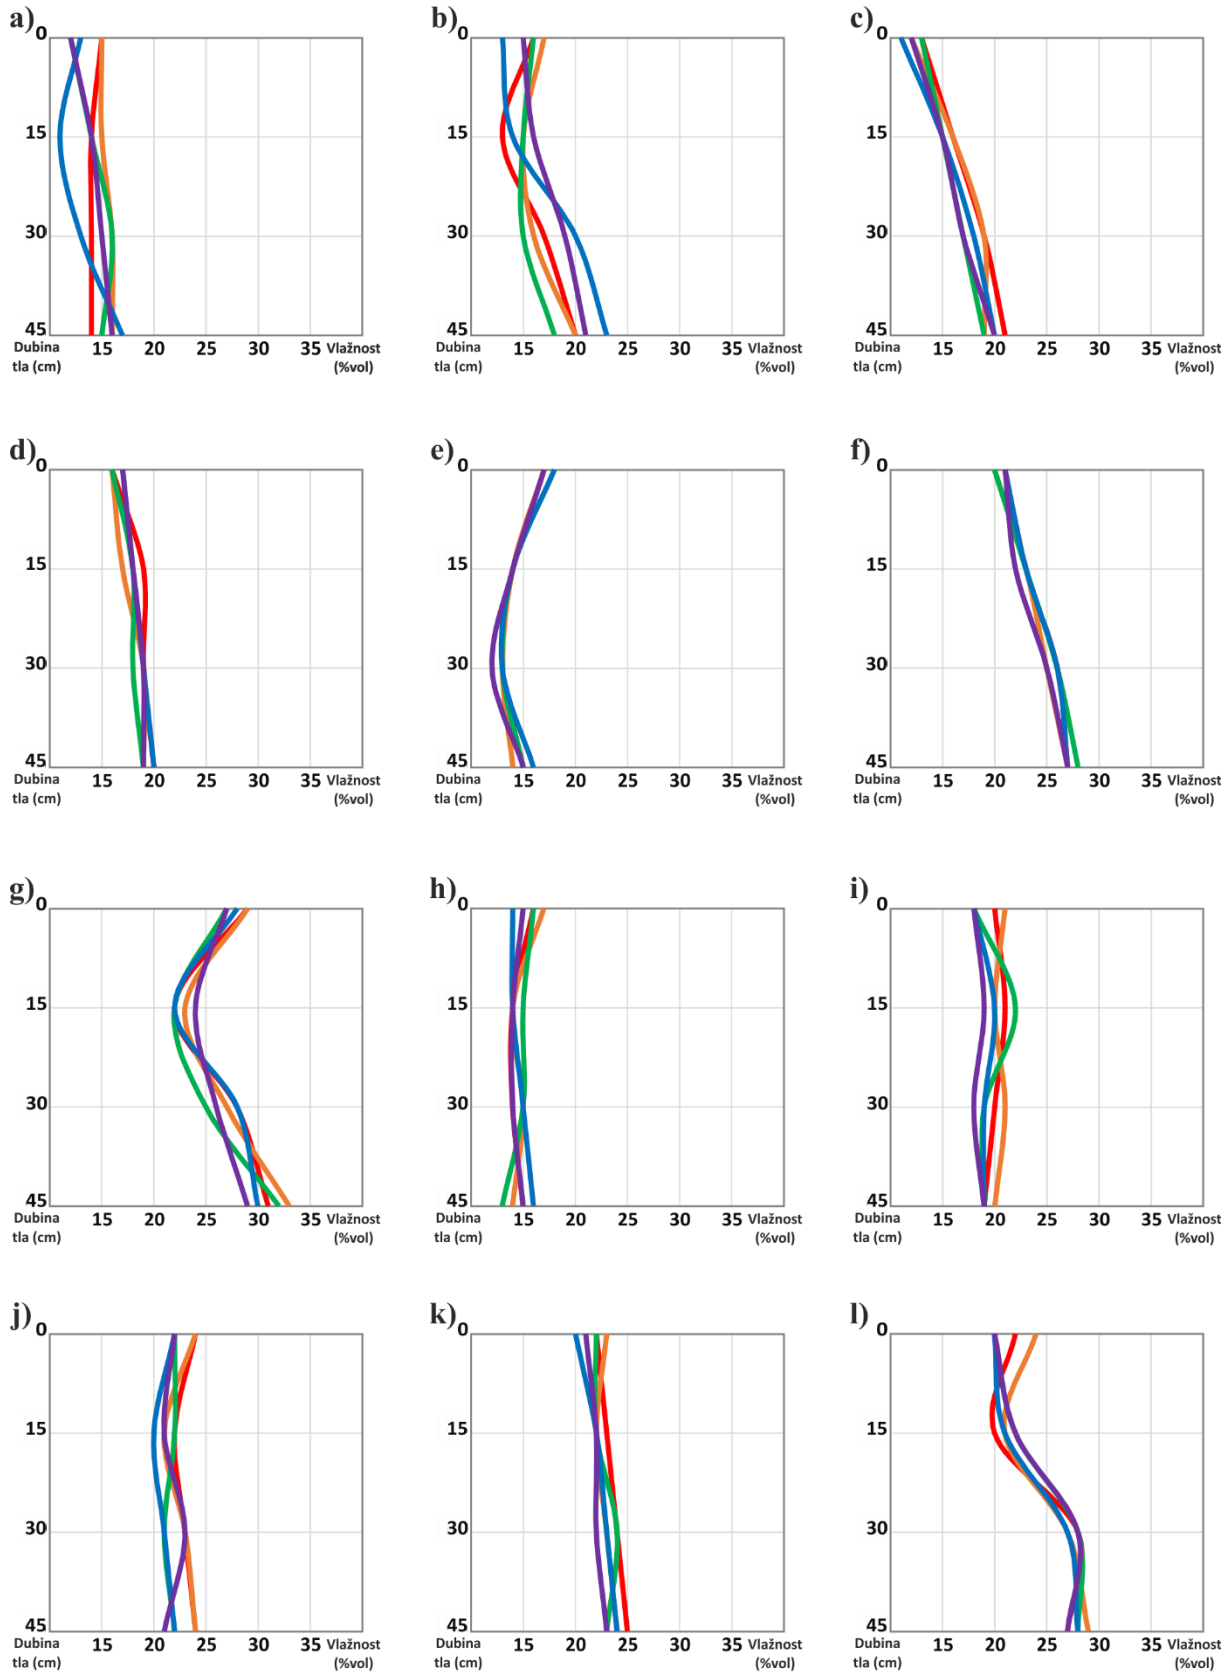 a) b) c)
0 0 0
15 15 15
30 30 30
45 45 45
Dubina 15 20 25 30 35 Vlažnost Dubina 15 20 25 30 35 Vlažnost Dubina 15 20 25 30 35 Vlažnost
tla (cm) (%vol) tla (cm) (%vol) tla (cm) (%vol)
d) e) f)
0 0 0
15 15 15
30 30 30
45 45 45
Dubina 15 20 25 30 35 Vlažnost Dubina 15 20 25 30 35 Vlažnost Dubina 15 20 25 30 35 Vlažnost
tla (cm) (%vol) tla (cm) (%vol) tla (cm) (%vol)
g) h) i)
0 0 0
15 15 15
30 30 30
45 45 45
Dubina 15 20 25 30 35 Vlažnost Dubina 15 20 25 30 35 Vlažnost Dubina 15 20 25 30 35 Vlažnost
tla (cm) (%vol) tla (cm) (%vol) tla (cm) (%vol)
j) k) l)
0 0 0
15 15 15
30 30 30
45 45 45
Dubina 15 20 25 30 35 Vlažnost Dubina 15 20 25 30 35 Vlažnost Dubina 15 20 25 30 35 Vlažnost
tla (cm) (%vol) tla (cm) (%vol) tla (cm) (%vol)